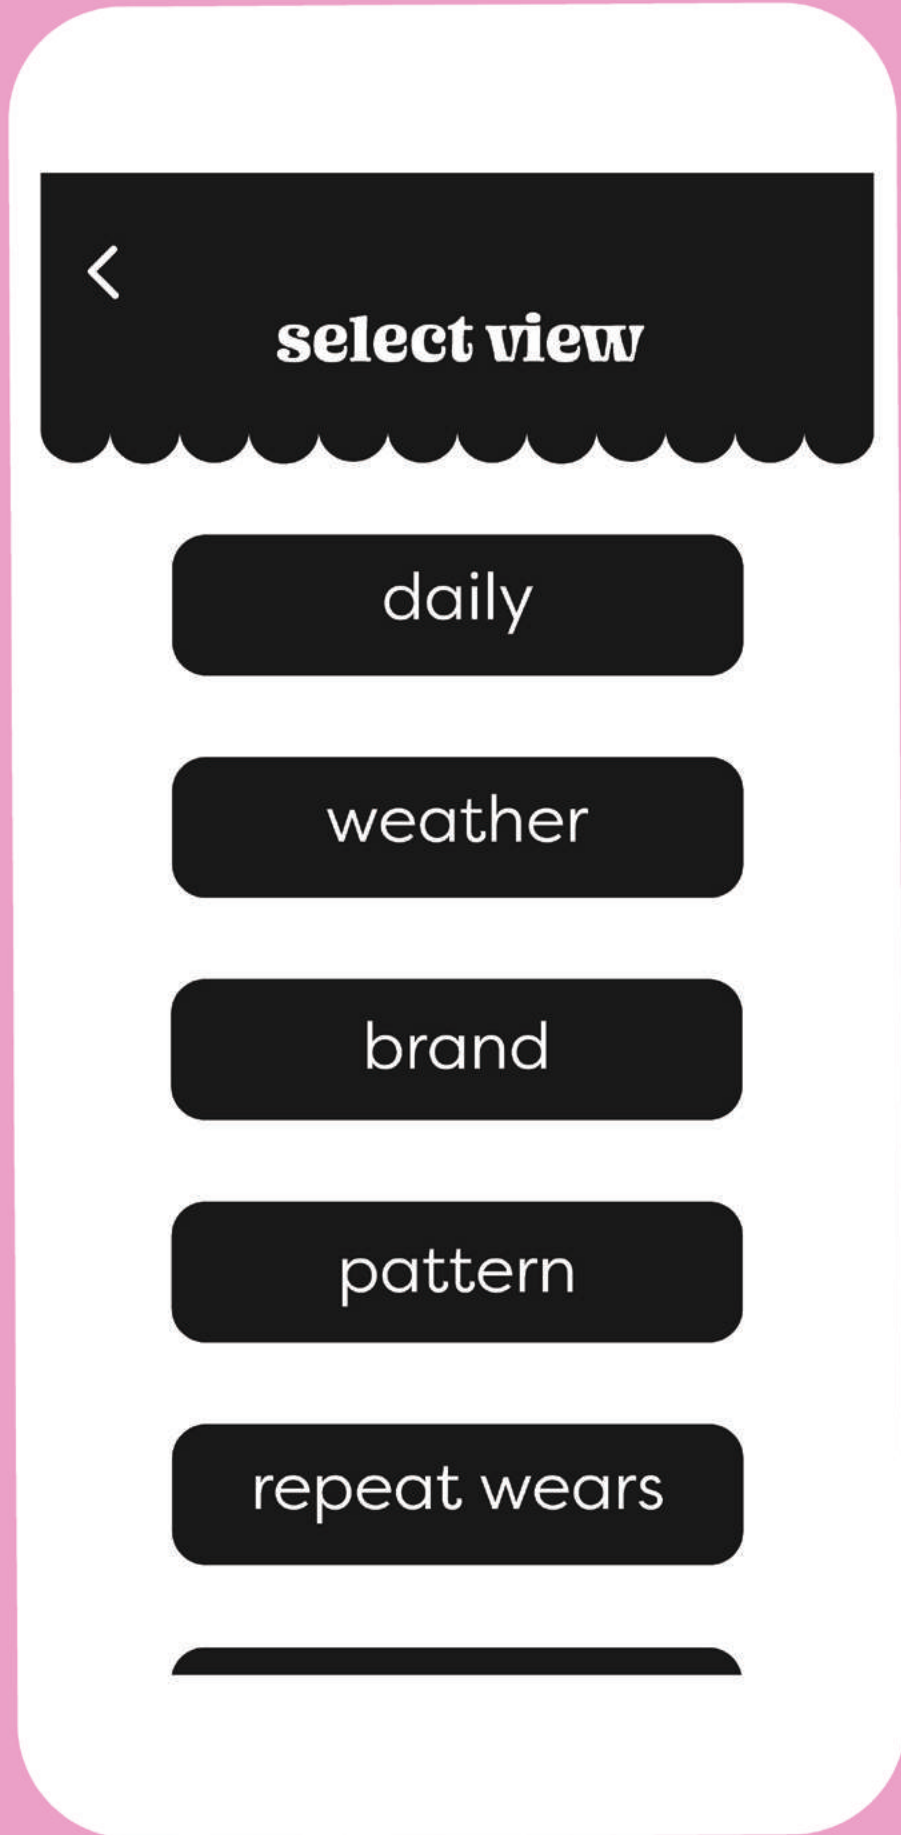 select view
daily
weather
brand
pattern
repeat wears